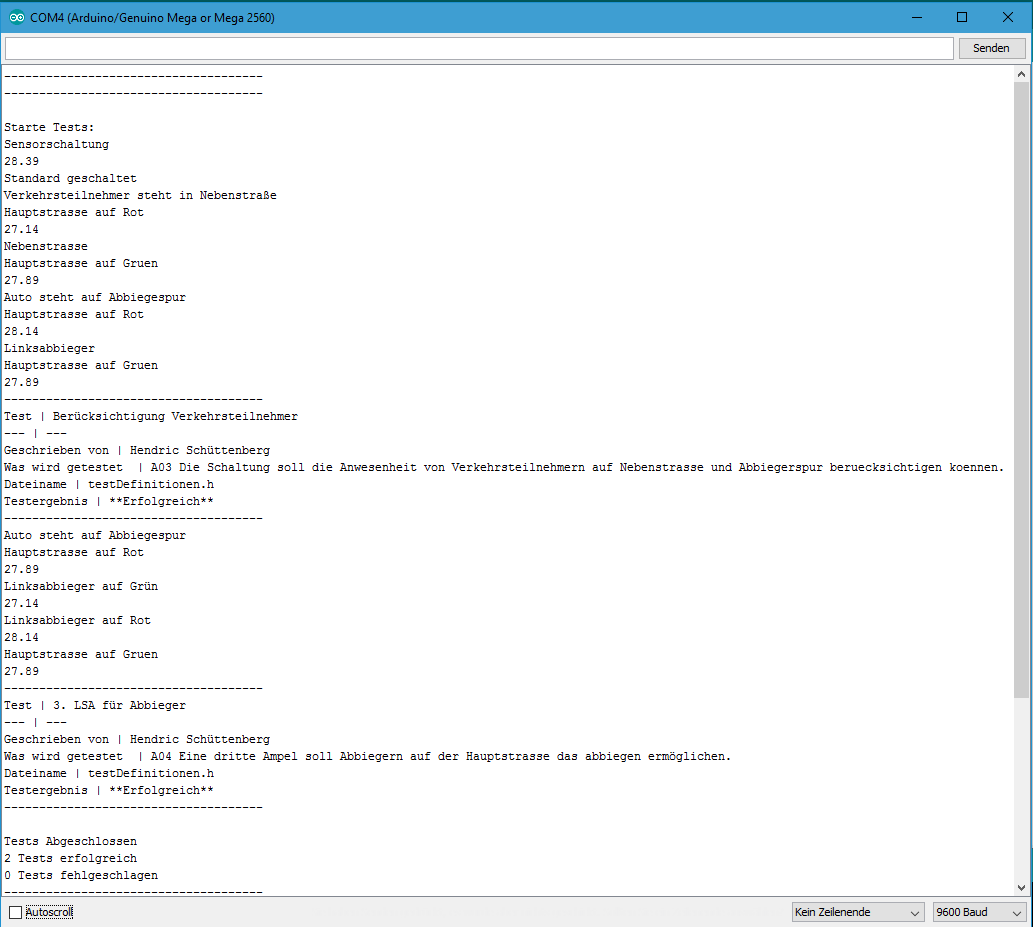 COM4 (Arduino/Genuino Mega or Mega 2560)
Senden
-------------------------------------
-------------------------------------
Starte Tests:
Sensorschaltung
28.39
Standard geschaltet
Verkehrsteilnehmer steht in Nebenstraße
Hauptstrasse auf Rot
27.14
Nebenstrasse
Hauptstrasse auf Gruen
27.89
Auto steht auf Abbiegespur
Hauptstrasse auf Rot
28.14
Linksabbieger
Hauptstrasse auf Gruen
27.89
-------------------------------------
Test | Berücksichtigung Verkehrsteilnehmer
--- | ---
Geschrieben von | Hendric Schüttenberg
Was wird getestet  | A03 Die Schaltung soll die Anwesenheit von Verkehrsteilnehmern auf Nebenstrasse und Abbiegerspur beruecksichtigen koennen.
Dateiname | testDefinitionen.h
Testergebnis | **Erfolgreich**
-------------------------------------
Auto steht auf Abbiegespur
Hauptstrasse auf Rot
27.89
Linksabbieger auf Grün
27.14
Linksabbieger auf Rot
28.14
Hauptstrasse auf Gruen
27.89
-------------------------------------
Test | 3. LSA für Abbieger
--- | ---
Geschrieben von | Hendric Schüttenberg
Was wird getestet  | A04 Eine dritte Ampel soll Abbiegern auf der Hauptstrasse das abbiegen ermöglichen.
Dateiname | testDefinitionen.h
Testergebnis | **Erfolgreich**
-------------------------------------
Tests Abgeschlossen
2 Tests erfolgreich
0 Tests fehlgeschlagen
-------------------------------------
Autoscroll
Kein Zeilenende
9600 Baud